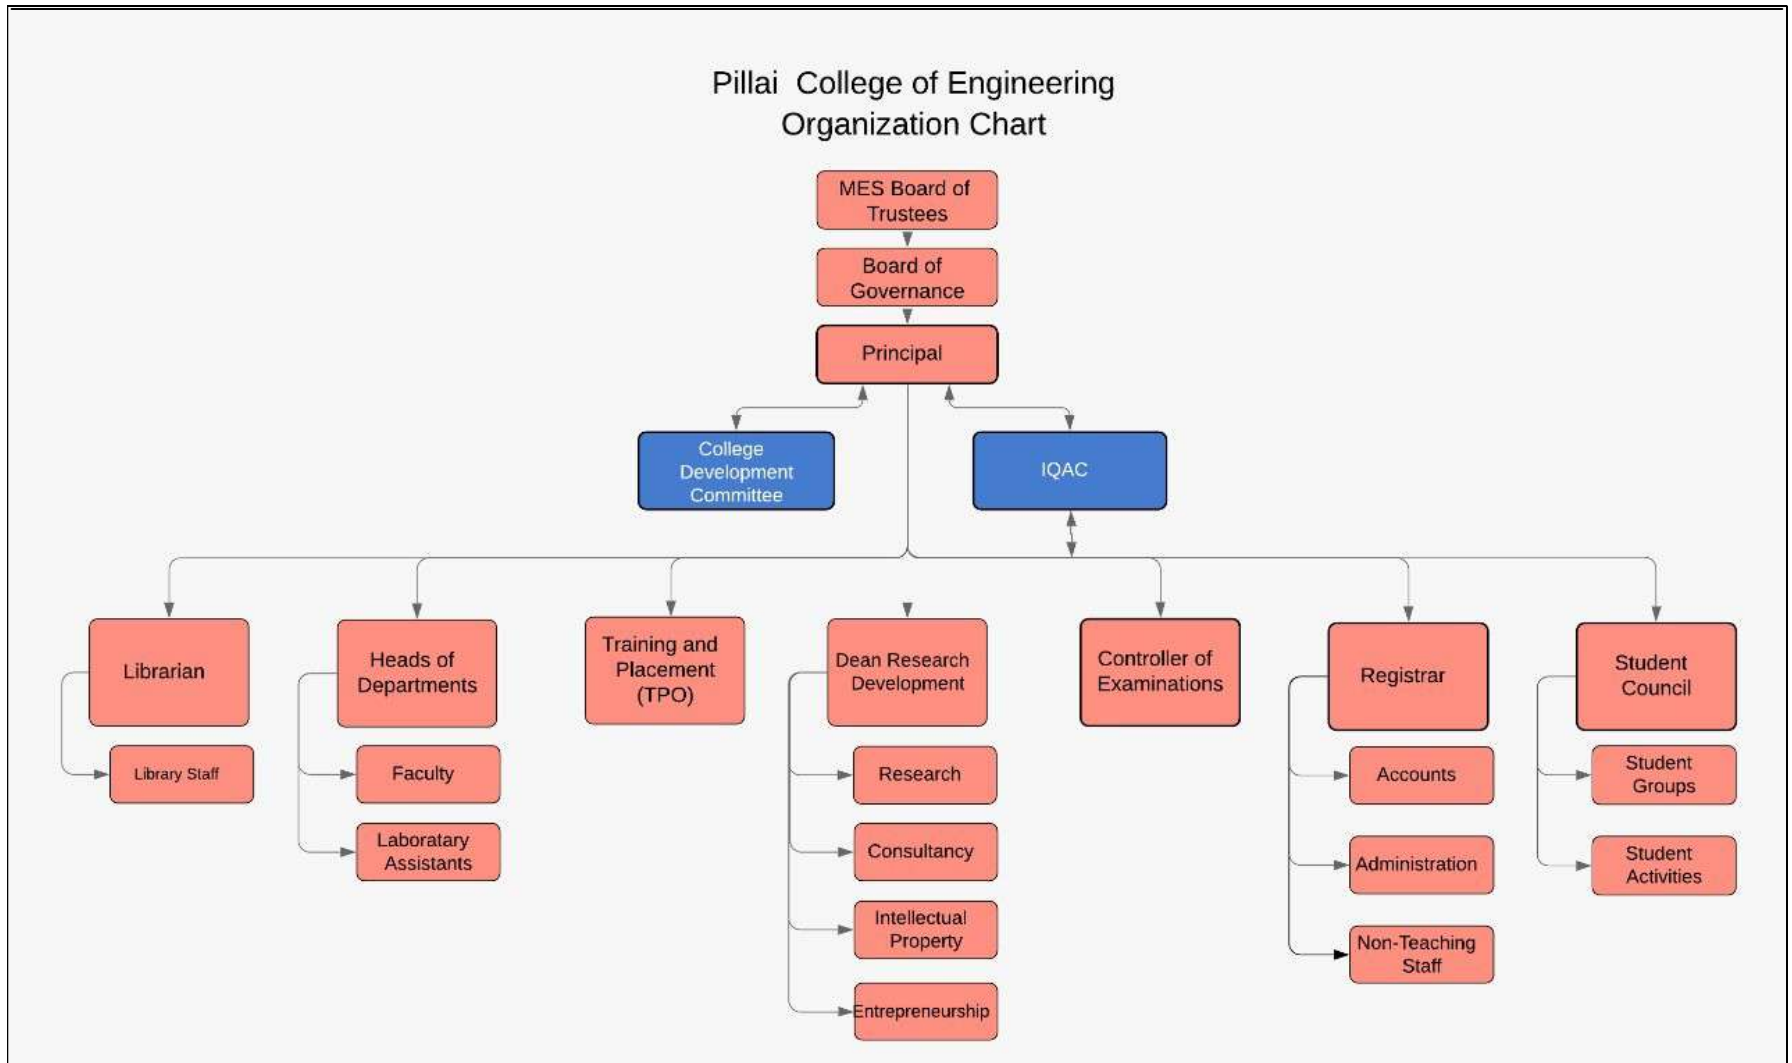 Pillai College of Engineering
Organization Chart
MES Board of
Trustees
Board of
Governance
Principal
College
Development
Committee
IQAC
Librarian
Heads of
Departments
Training and
Placement
(TPO)
Dean Research
Development
Controller of
Examinations
Registrar
Student
Council
Library Staff
Faculty
Laboratary
Assistants
Research
Consultancy
Intellectual
Property
Entrepreneurship
Accounts
Administration
Non-Teaching
Staff
Student
Groups
Student
Activities